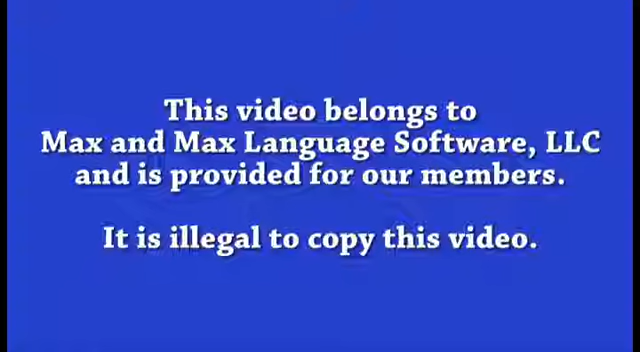 This video belongs to
Max and Max Language Software, LLC
and is provided for our members.
It is illegal to copy this video.